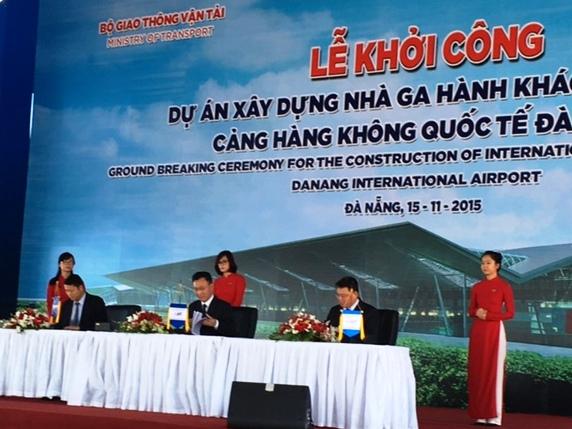 BỘ GIAO THÔNG VẬN TẢI
MINISTRY OF TRANSPORT
LỄ KHỞI CÔNG
DỰ ÁN XÂY DỰNG NHÀ GA HÀNH KHÁC
CẢNG HÀNG KHÔNG QUỐC TẾ ĐÀ
GROUND BREAKING CEREMONY FOR THE CONSTRUCTION OF INTERNATION
DANANG INTERNATIONAL AIRPORT
ĐÀ NẴNG, 15 - 11 - 2015